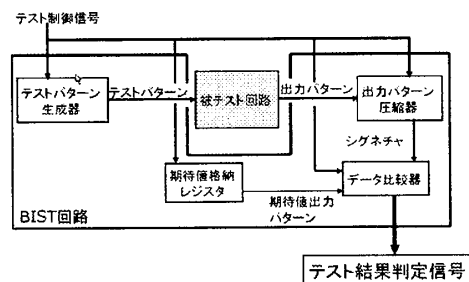 テスト制御信号
テストパターン
生成器
テストパターン
被テスト回路
出力パターン
出力パターン
圧縮器
シグネチャ
期待値格納
レジスタ
期待値出力
パターン
データ比較器
BIST回路
テスト結果判定信号